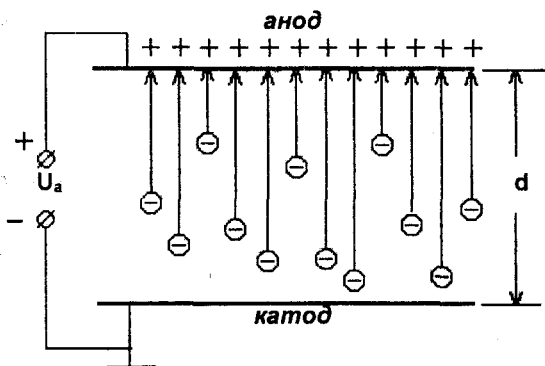 анод
+ + + + + + + + + + + +
+
Uₐ
−
d
− − − − − − − − − − − −
катод